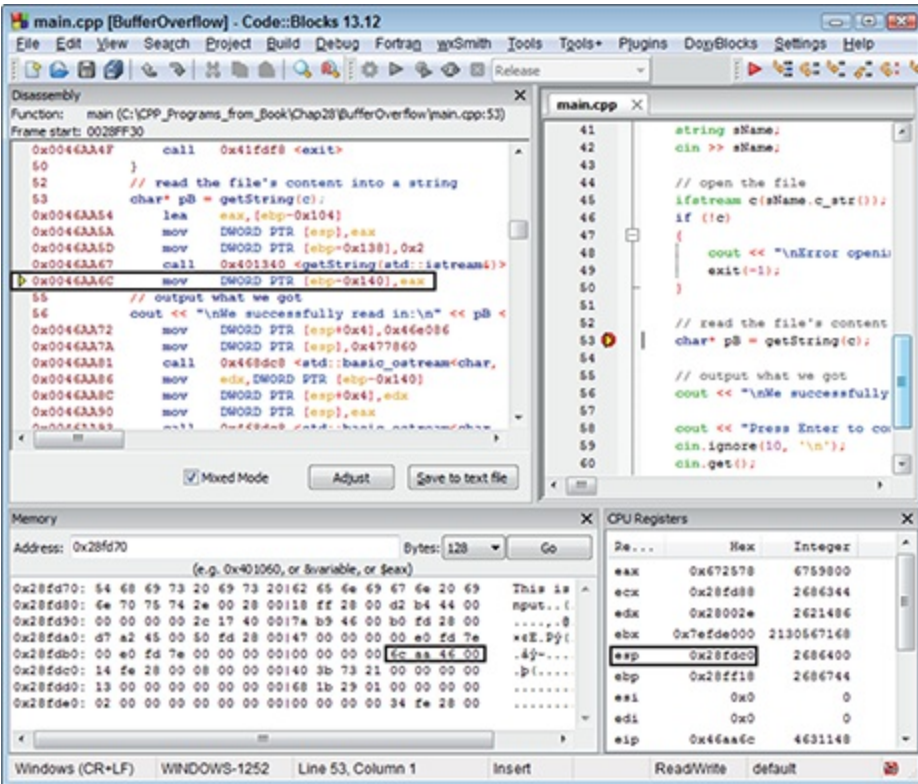 main.cpp [BufferOverflow] - Code::Blocks 13.12
File Edit View Search Project Build Debug Fortran wxSmith Tools Tools+ Plugins DoxyBlocks Settings Help
Release
Disassembly
Function: main (C:\CPP_Programs_from_Book\Chap28\BufferOverflow\main.cpp:53)
Frame start: 0028FF30
0x0046AA4F call 0x41fdf8 <exit>
50 }
52 // read the file's content into a string
53 char* pB = getString(c);
0x0046AA54 lea eax,[ebp-0x104]
0x0046AA5A mov DWORD PTR [esp],eax
0x0046AA5D mov DWORD PTR [ebp-0x138],0x2
0x0046AA67 call 0x401340 <getString(std::istream&)>
0x0046AA6C mov DWORD PTR [ebp-0x140],eax
55 // output what we got
56 cout << "\nWe successfully read in:\n" << pB <
0x0046AA72 mov DWORD PTR [esp+0x4],0x46e086
0x0046AA7A mov DWORD PTR [esp],0x477860
0x0046AA81 call 0x468dc8 <std::basic_ostream<char,
0x0046AA86 mov edx,DWORD PTR [ebp-0x140]
0x0046AA8C mov DWORD PTR [esp+0x4],edx
0x0046AA90 mov DWORD PTR [esp],eax
Mixed Mode Adjust Save to text file
main.cpp
41 string sName;
42 cin >> sName;
43
44 // open the file
45 ifstream c(sName.c_str());
46 if (!c)
47 {
48 cout << "\nError openi
49 exit(-1);
50 }
51
52 // read the file's content
53 char* pB = getString(c);
54
55 // output what we got
56 cout << "\nWe successfully
57
58 cout << "Press Enter to co
59 cin.ignore(10, '\n');
60 cin.get();
Memory
Address: 0x28fd70 Bytes: 128 Go
(e.g. 0x401060, or &variable, or $eax)
0x28fd70: 54 68 69 73 20 69 73 20|62 65 6e 69 67 6e 20 69 This is
0x28fd80: 6e 70 75 74 2e 00 28 00|18 ff 28 00 d2 b4 44 00 nput..(.
0x28fd90: 00 00 00 00 2c 17 40 00|7a b9 46 00 b0 fd 28 00 ....,.@.
0x28fda0: d7 a2 45 00 50 fd 28 00|47 00 00 00 00 e0 fd 7e ×¢E.Pý(.
0x28fdb0: 00 e0 fd 7e 00 00 00 00|00 00 00 00 6c aa 46 00 .àý~....
0x28fdc0: 14 fe 28 00 08 00 00 00|40 3b 73 21 00 00 00 00 .þ(.....
0x28fdd0: 13 00 00 00 00 00 00 00|68 1b 29 01 00 00 00 00 ........
0x28fde0: 02 00 00 00 00 00 00 00|00 00 00 00 34 fe 28 00 ........
CPU Registers
Re... Hex Integer
eax 0x672578 6759800
ecx 0x28fd88 2686344
edx 0x28002e 2621486
ebx 0x7efde000 2130567168
esp 0x28fdc0 2686400
ebp 0x28ff18 2686744
esi 0x0 0
edi 0x0 0
eip 0x46aa6c 4631148
Windows (CR+LF) WINDOWS-1252 Line 53, Column 1 Insert Read/Write default